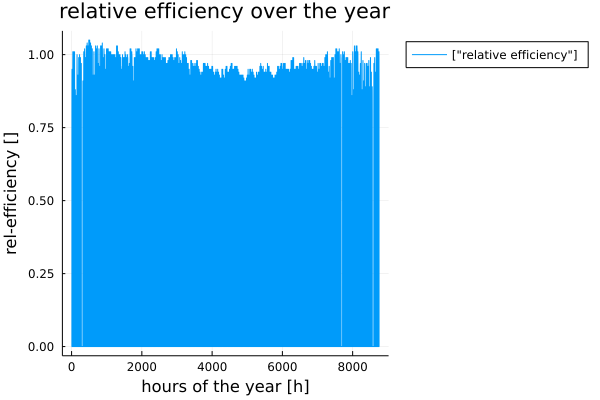 relative efficiency over the year
["relative efficiency"]
rel-efficiency []
1.00
0.75
0.50
0.25
0.00
0 2000 4000 6000 8000
hours of the year [h]